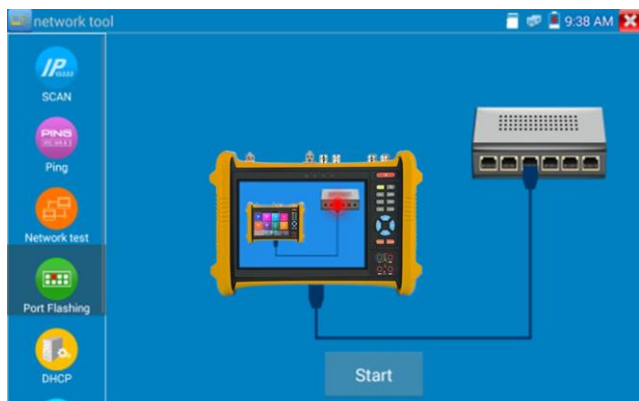 network tool
9:38 AM
IP
SCAN
PING
Ping
Network test
Port Flashing
DHCP
Start